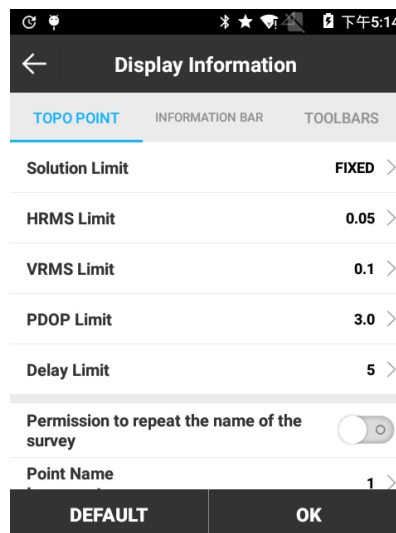 下午5:14
Display Information
TOPO POINT INFORMATION BAR TOOLBARS
Solution Limit FIXED
HRMS Limit 0.05
VRMS Limit 0.1
PDOP Limit 3.0
Delay Limit 5
Permission to repeat the name of the
survey
Point Name
1
DEFAULT OK